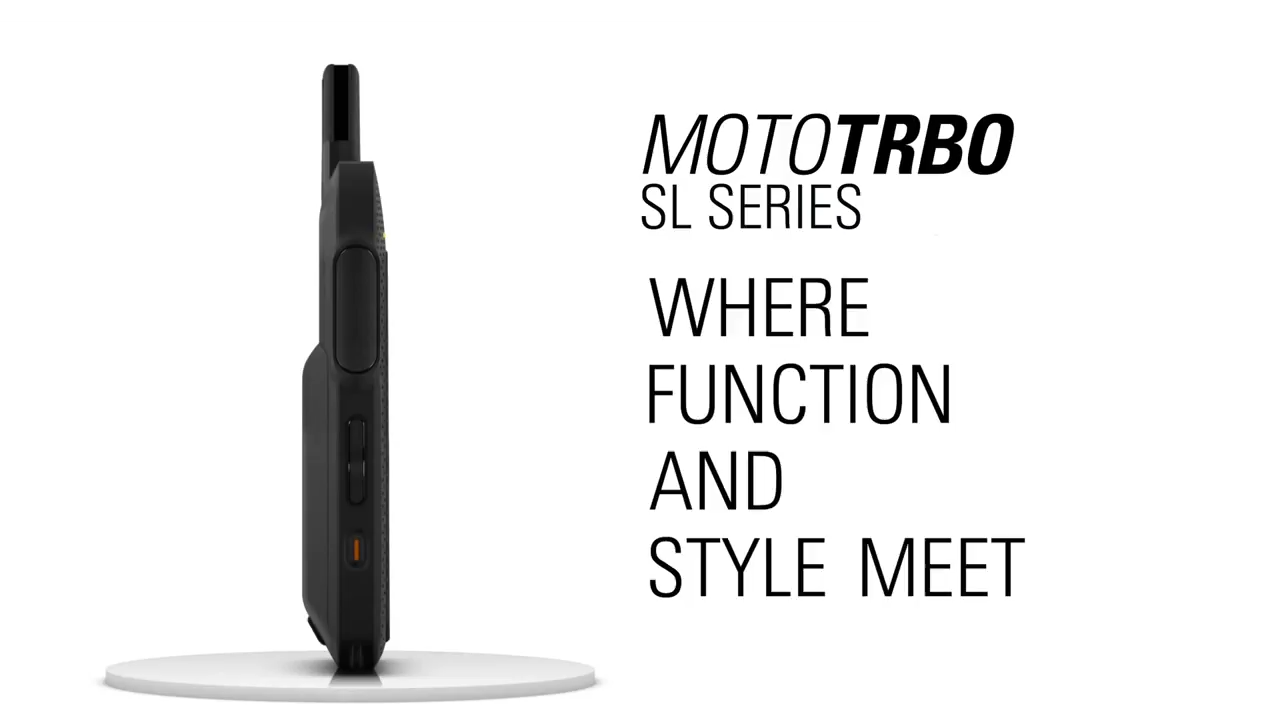 MOTOTRBO
SL SERIES
WHERE
FUNCTION
AND
STYLE MEET